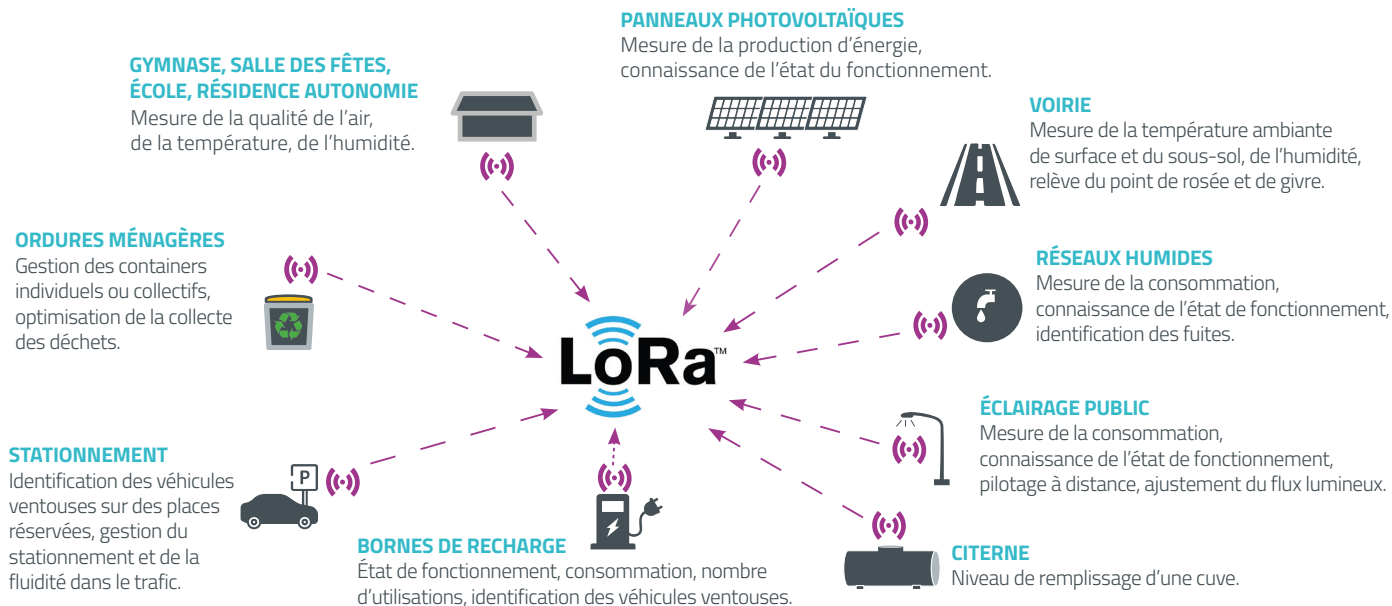 PANNEAUX PHOTOVOLTAÏQUES
Mesure de la production d’énergie,
connaissance de l’état du fonctionnement.
GYMNASE, SALLE DES FÊTES,
ÉCOLE, RÉSIDENCE AUTONOMIE
Mesure de la qualité de l’air,
de la température, de l’humidité.
VOIRIE
Mesure de la température ambiante
de surface et du sous-sol, de l’humidité,
relève du point de rosée et de givre.
ORDURES MÉNAGÈRES
Gestion des containers
individuels ou collectifs,
optimisation de la collecte
des déchets.
RÉSEAUX HUMIDES
Mesure de la consommation,
connaissance de l’état de fonctionnement,
identification des fuites.
LoRa™
ÉCLAIRAGE PUBLIC
Mesure de la consommation,
connaissance de l’état de fonctionnement,
pilotage à distance, ajustement du flux lumineux.
STATIONNEMENT
Identification des véhicules
ventouses sur des places
réservées, gestion du
stationnement et de la
fluidité dans le trafic.
P
BORNES DE RECHARGE
État de fonctionnement, consommation, nombre
d’utilisations, identification des véhicules ventouses.
CITERNE
Niveau de remplissage d’une cuve.